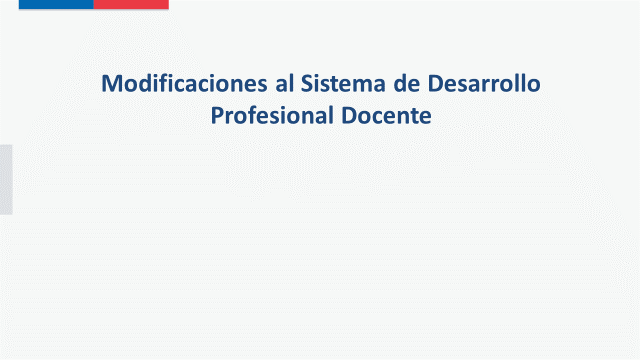 Modificaciones al Sistema de Desarrollo
Profesional Docente